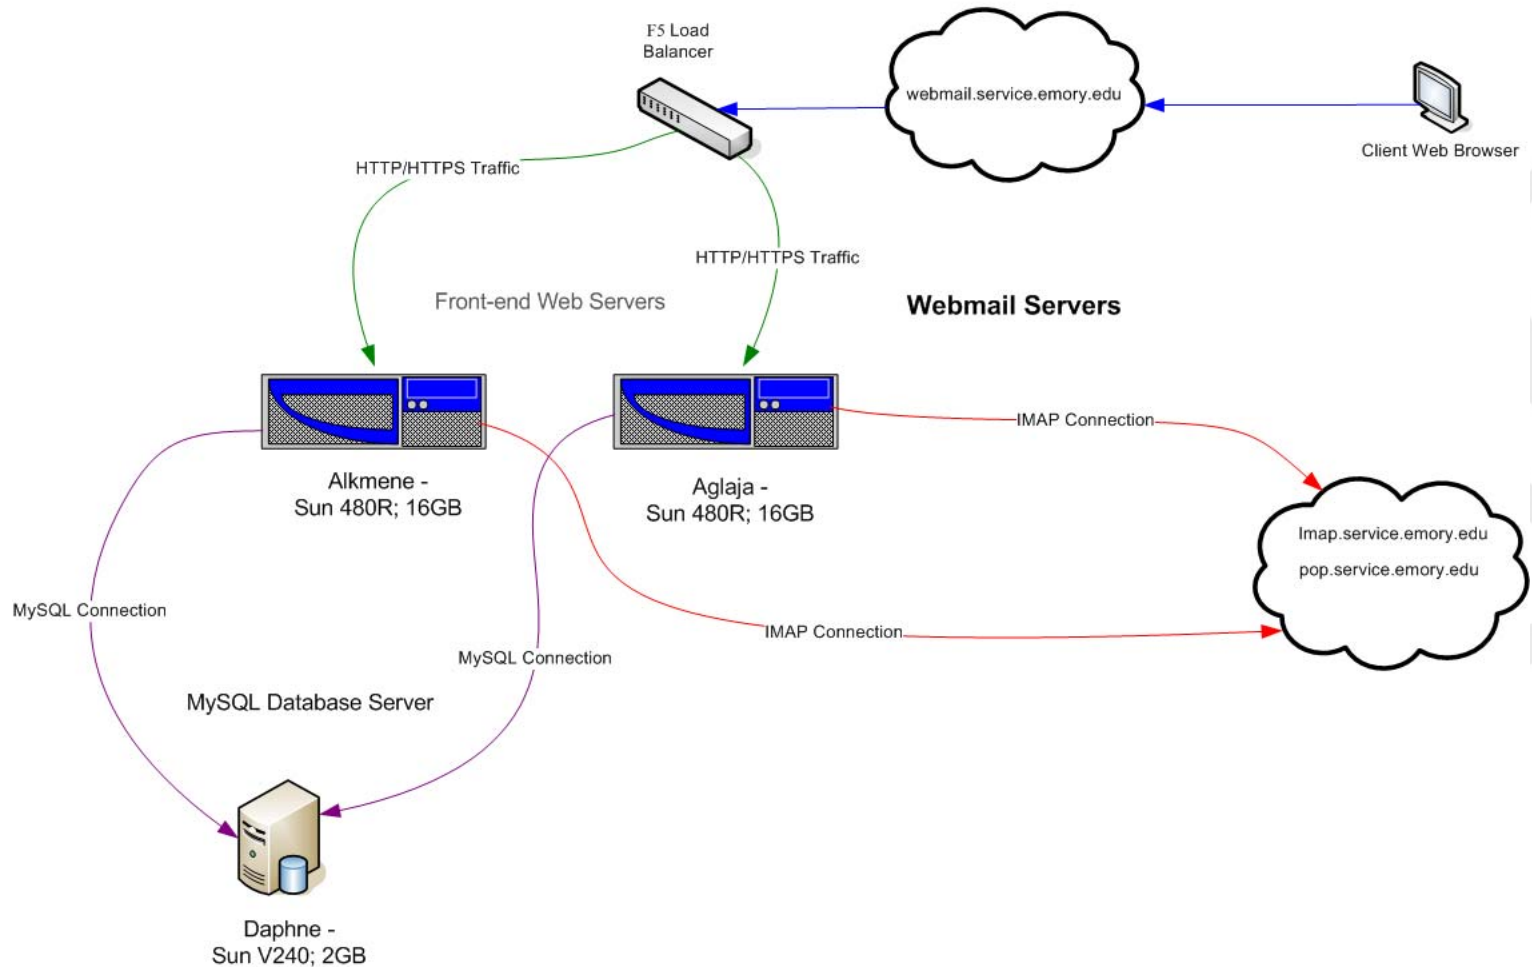 F5 Load
Balancer
webmail.service.emory.edu
Client Web Browser
HTTP/HTTPS Traffic
HTTP/HTTPS Traffic
Front-end Web Servers
Webmail Servers
IMAP Connection
Alkmene -
Sun 480R; 16GB
Aglaja -
Sun 480R; 16GB
Imap.service.emory.edu
pop.service.emory.edu
MySQL Connection
IMAP Connection
MySQL Connection
MySQL Database Server
Daphne -
Sun V240; 2GB